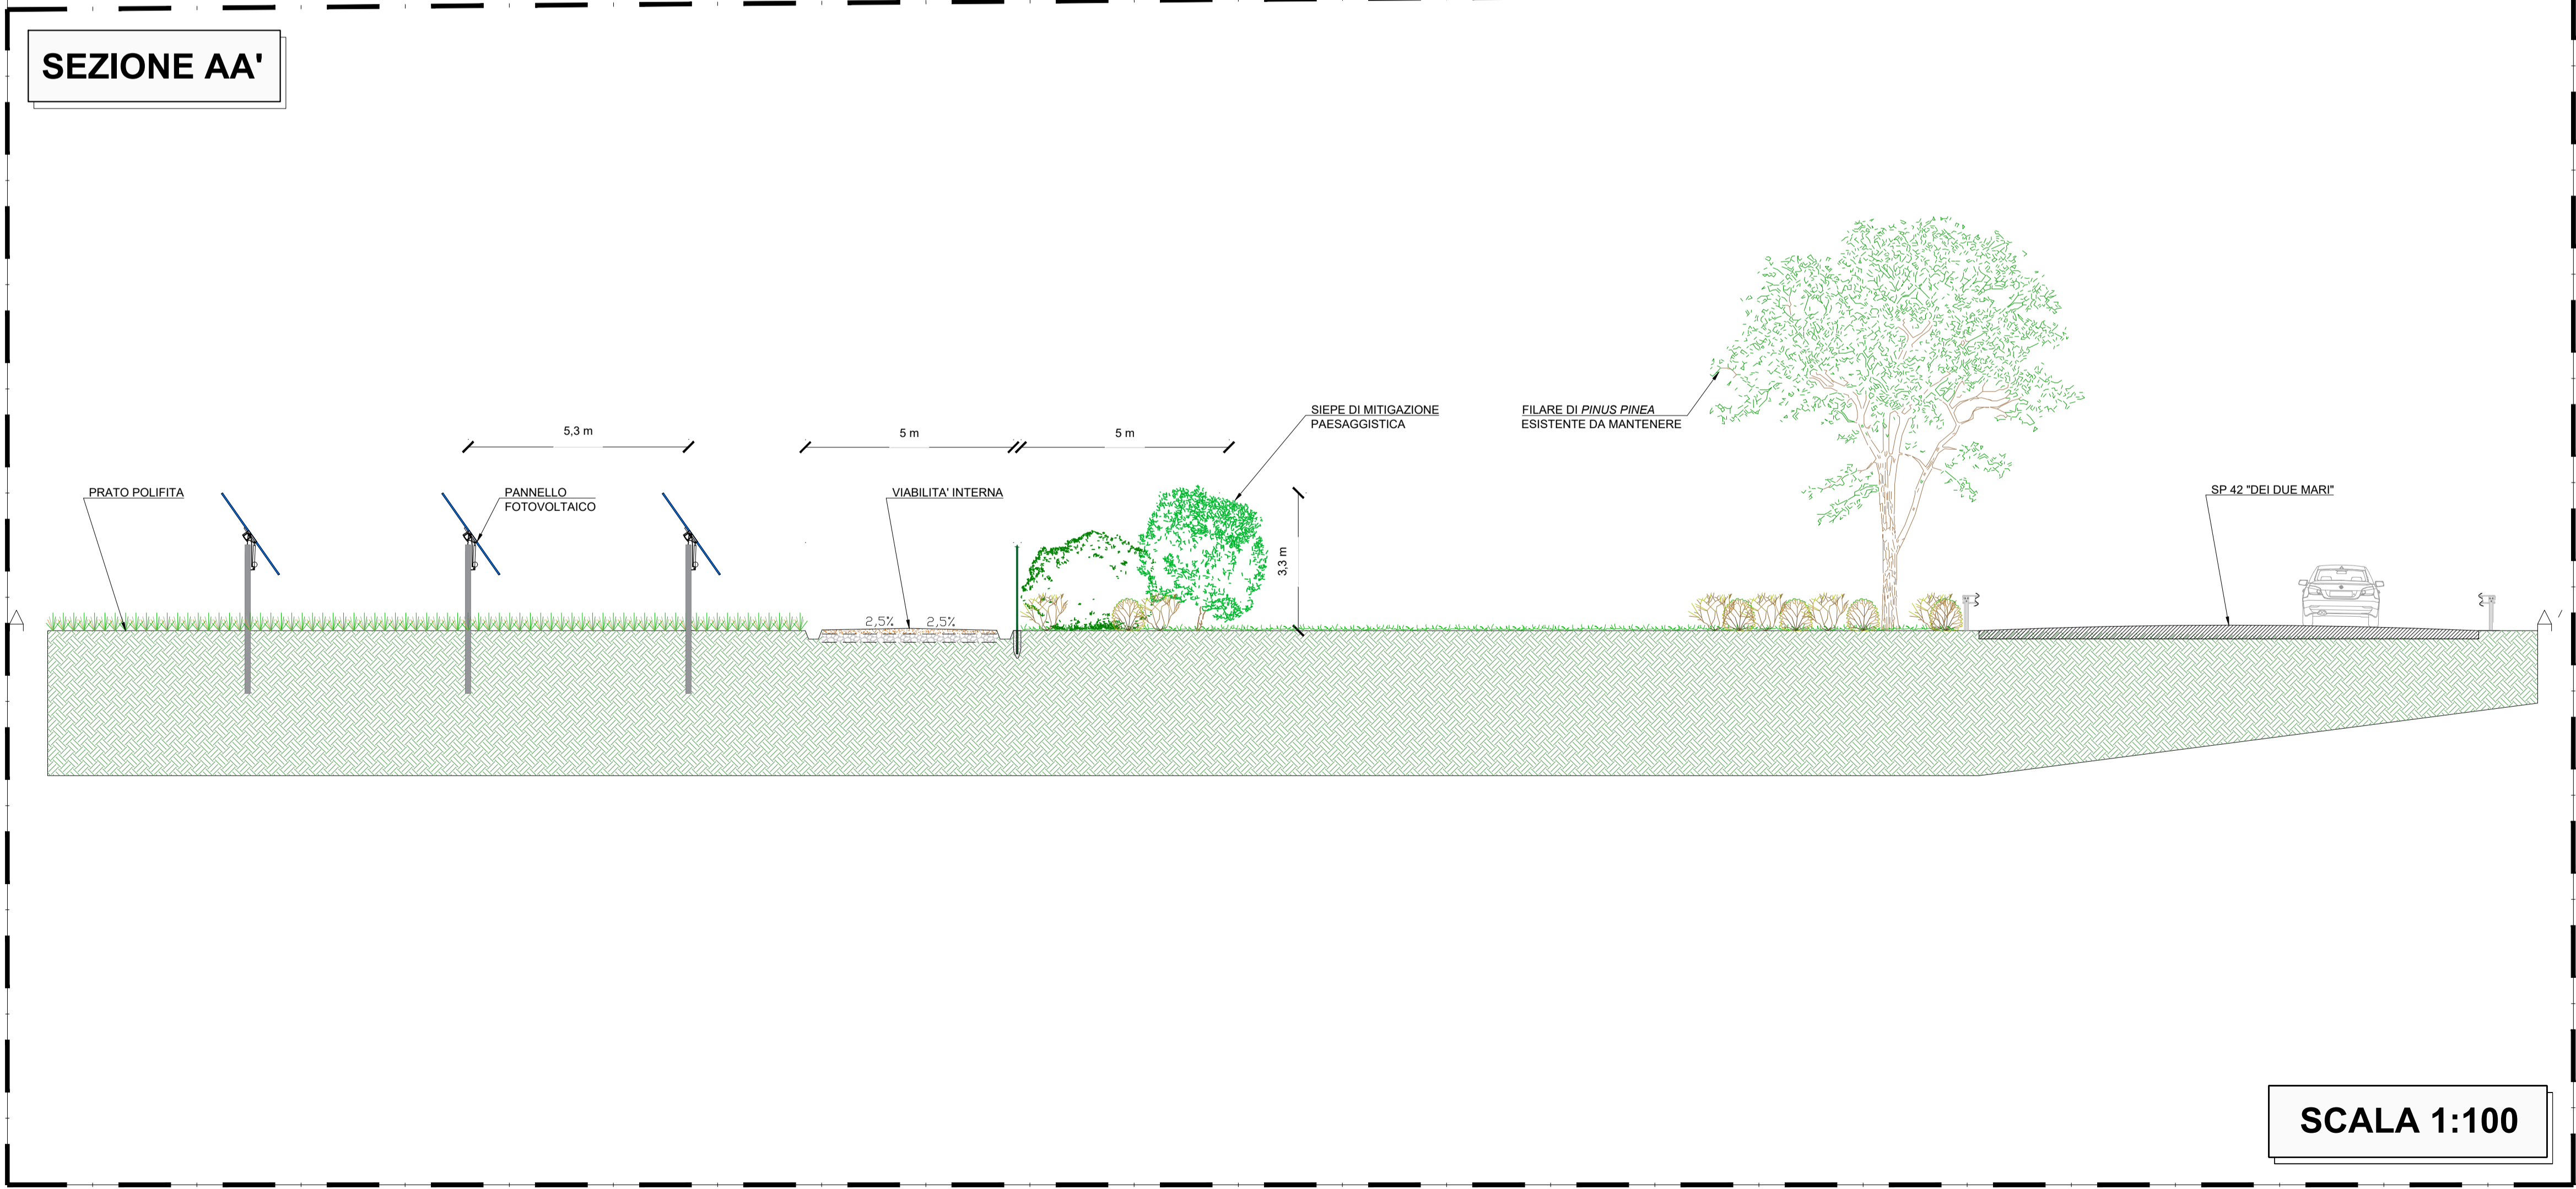 SEZIONE AA'
5,3 m
5 m
5 m
SIEPE DI MITIGAZIONE
PAESAGGISTICA
FILARE DI PINUS PINEA
ESISTENTE DA MANTENERE
PRATO POLIFITA
PANNELLO
FOTOVOLTAICO
VIABILITA' INTERNA
SP 42 "DEI DUE MARI"
3,3 m
2,5% 2,5%
SCALA 1:100